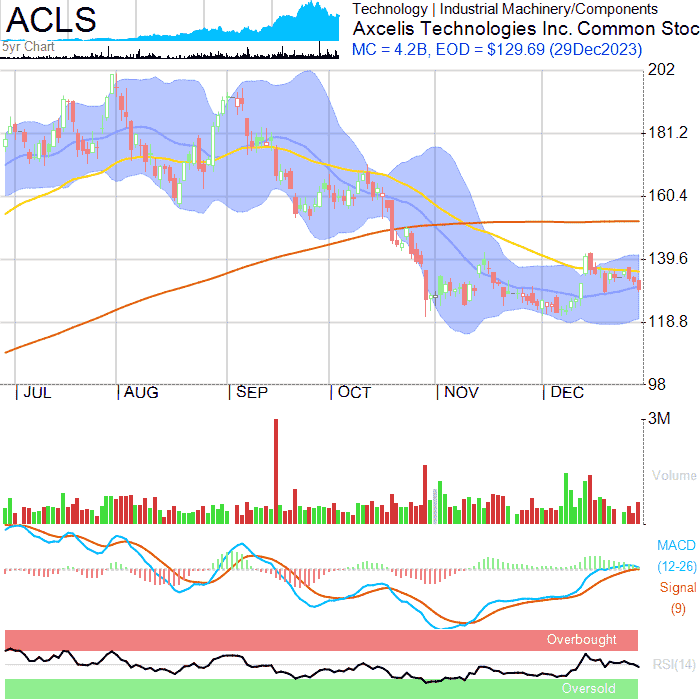 ACLS
5yr Chart
Technology | Industrial Machinery/Components
Axcelis Technologies Inc. Common Stoc
MC = 4.2B, EOD = $129.69 (29Dec2023)
202
181.2
160.4
139.6
118.8
98
JUL AUG SEP OCT NOV DEC
3M
Volume
MACD
(12-26)
Signal
(9)
Overbought
RSI(14)
Oversold